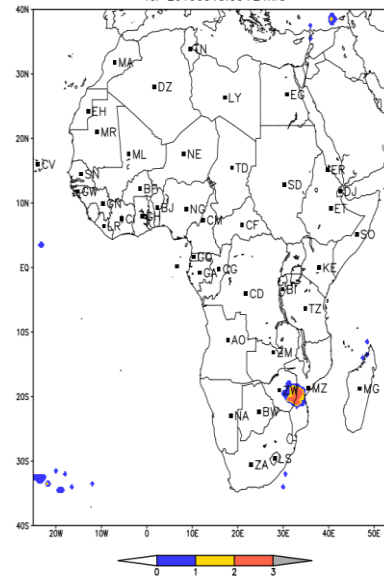 40N
TN
MA
30N
DZ
LY
EG
EH
MR
20N
ML
NE
CV
TD
ER
SN
SD
GW
BF
DJ
10N
GN
BJ
NG
ET
GH
CM
LR
CF
SO
EQ
KE
GQ
GA
CG
BI
CD
TZ
10S
AO
ZM
20S
ZW
MZ
MG
NA
BW
30S
LS
ZA
40S
20W
10W
0
10E
20E
30E
40E
50E
0
1
2
3